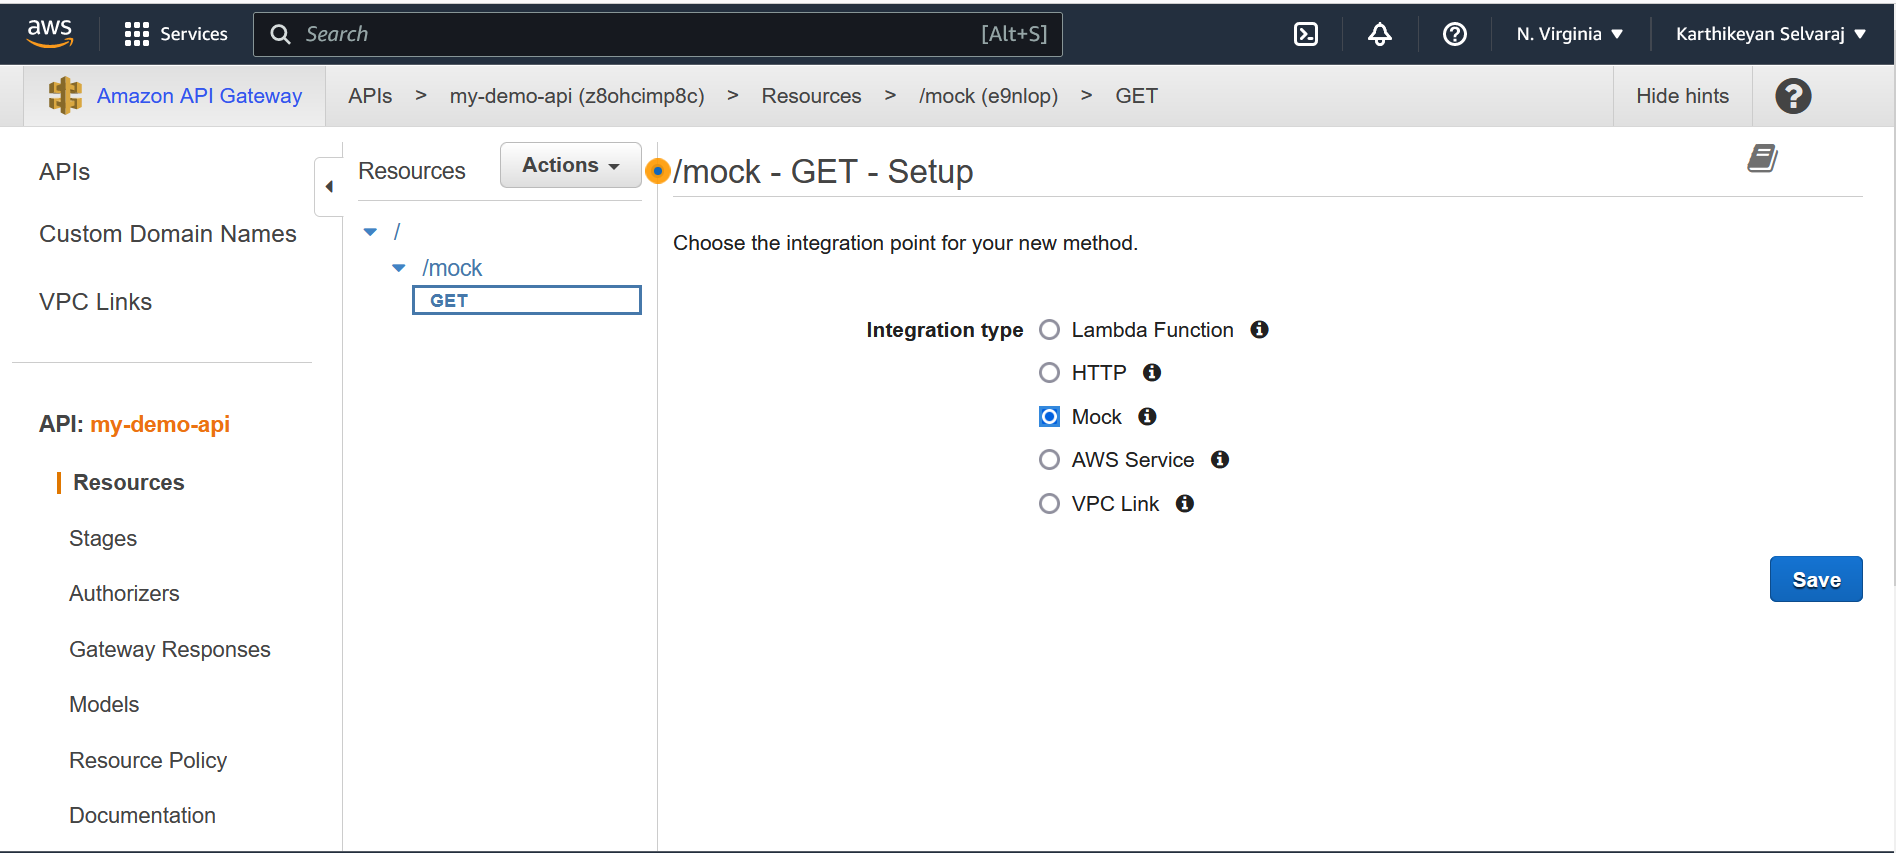 aws Services Search [Alt+S] N. Virginia Karthikeyan Selvaraj
Amazon API Gateway APIs > my-demo-api (z8ohcimp8c) > Resources > /mock (e9nlop) > GET Hide hints ?
APIs
Custom Domain Names
VPC Links
API: my-demo-api
Resources
Stages
Authorizers
Gateway Responses
Models
Resource Policy
Documentation
Resources Actions
/
/mock
GET
/mock - GET - Setup
Choose the integration point for your new method.
Integration type Lambda Function
HTTP
Mock
AWS Service
VPC Link
Save